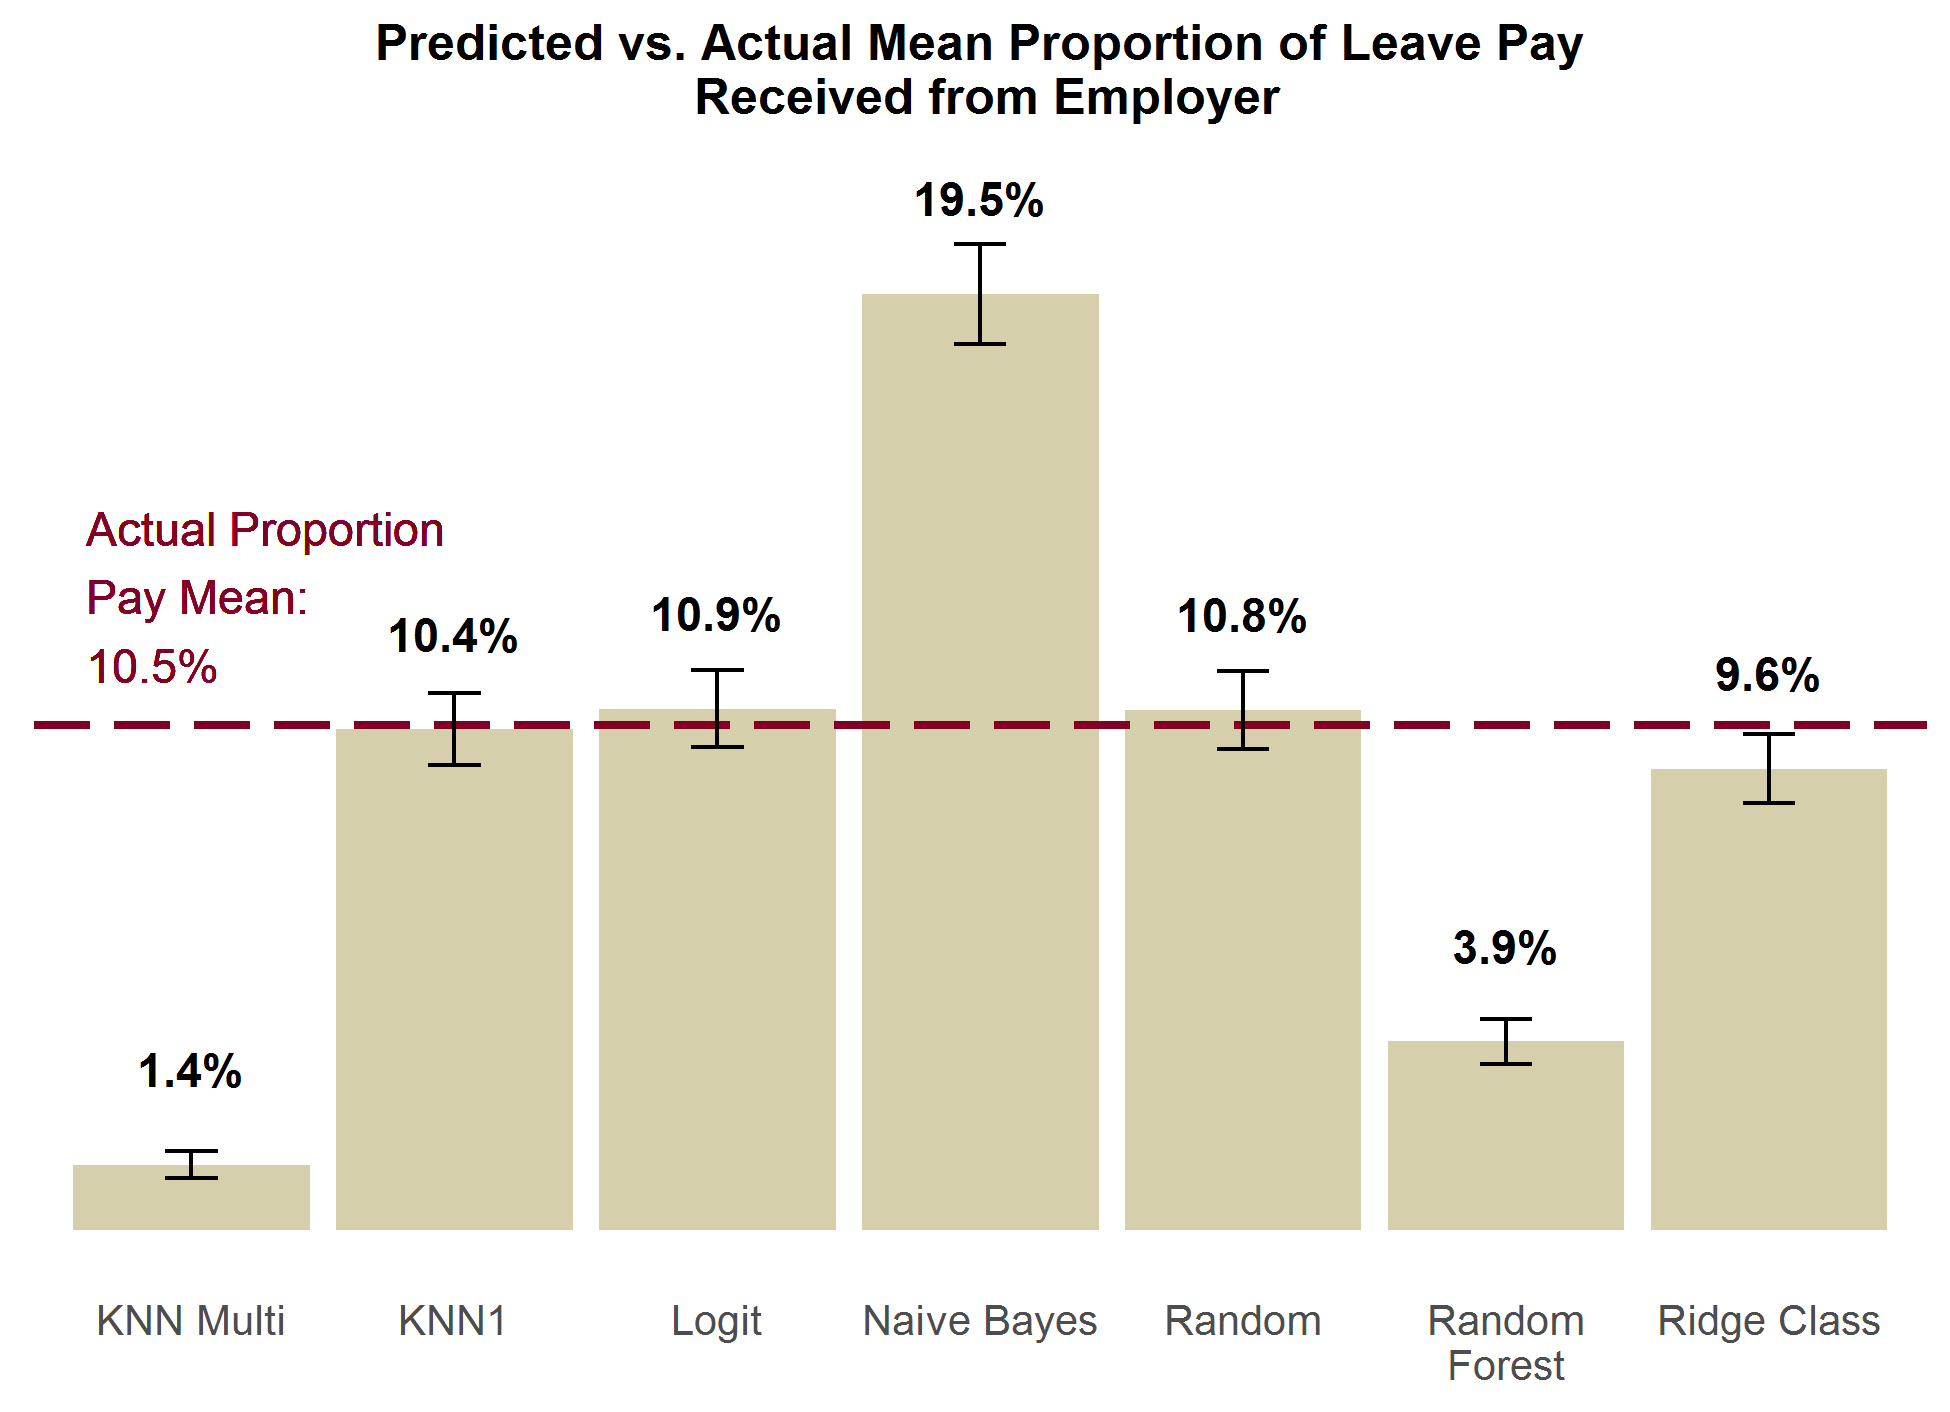 Predicted vs. Actual Mean Proportion of Leave Pay
Received from Employer
19.5%
Actual Proportion
Pay Mean:
10.5%
10.4%
10.9%
10.8%
9.6%
3.9%
1.4%
KNN Multi
KNN1
Logit
Naive Bayes
Random
Random
Forest
Ridge Class